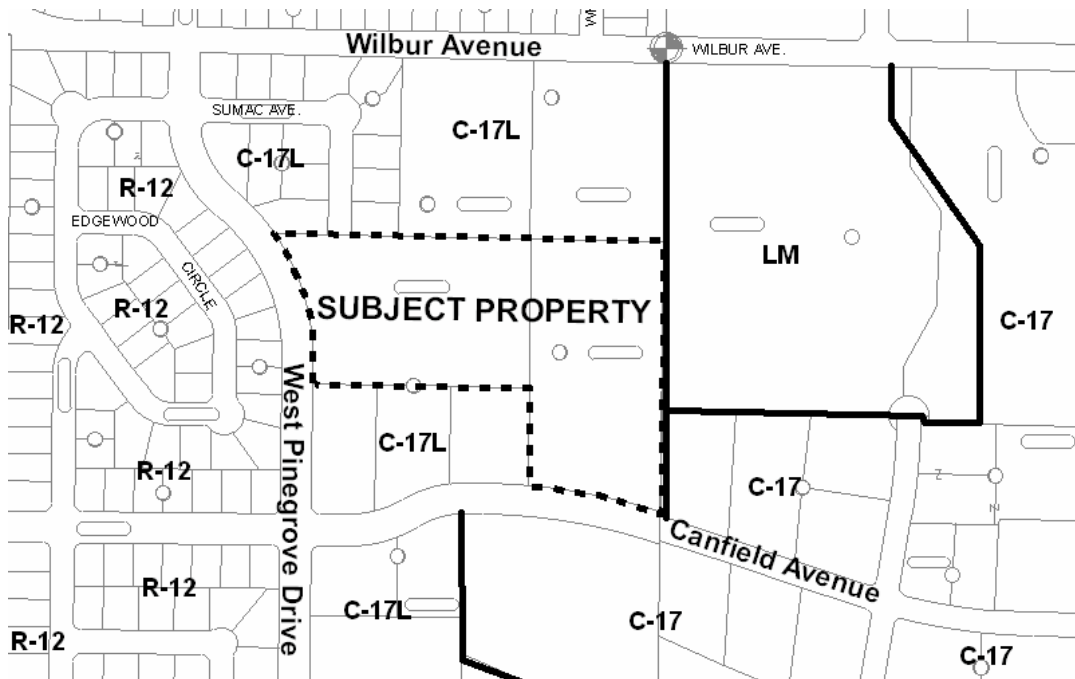 Wilbur Avenue
WILBUR AVE.
SUMAC AVE.
C-17L
C-17L
R-12
EDGEWOOD
CIRCLE
LM
R-12
SUBJECT PROPERTY
R-12
C-17
West Pinegrove Drive
C-17L
R-12
C-17
Canfield Avenue
R-12
C-17L
C-17
R-12
C-17